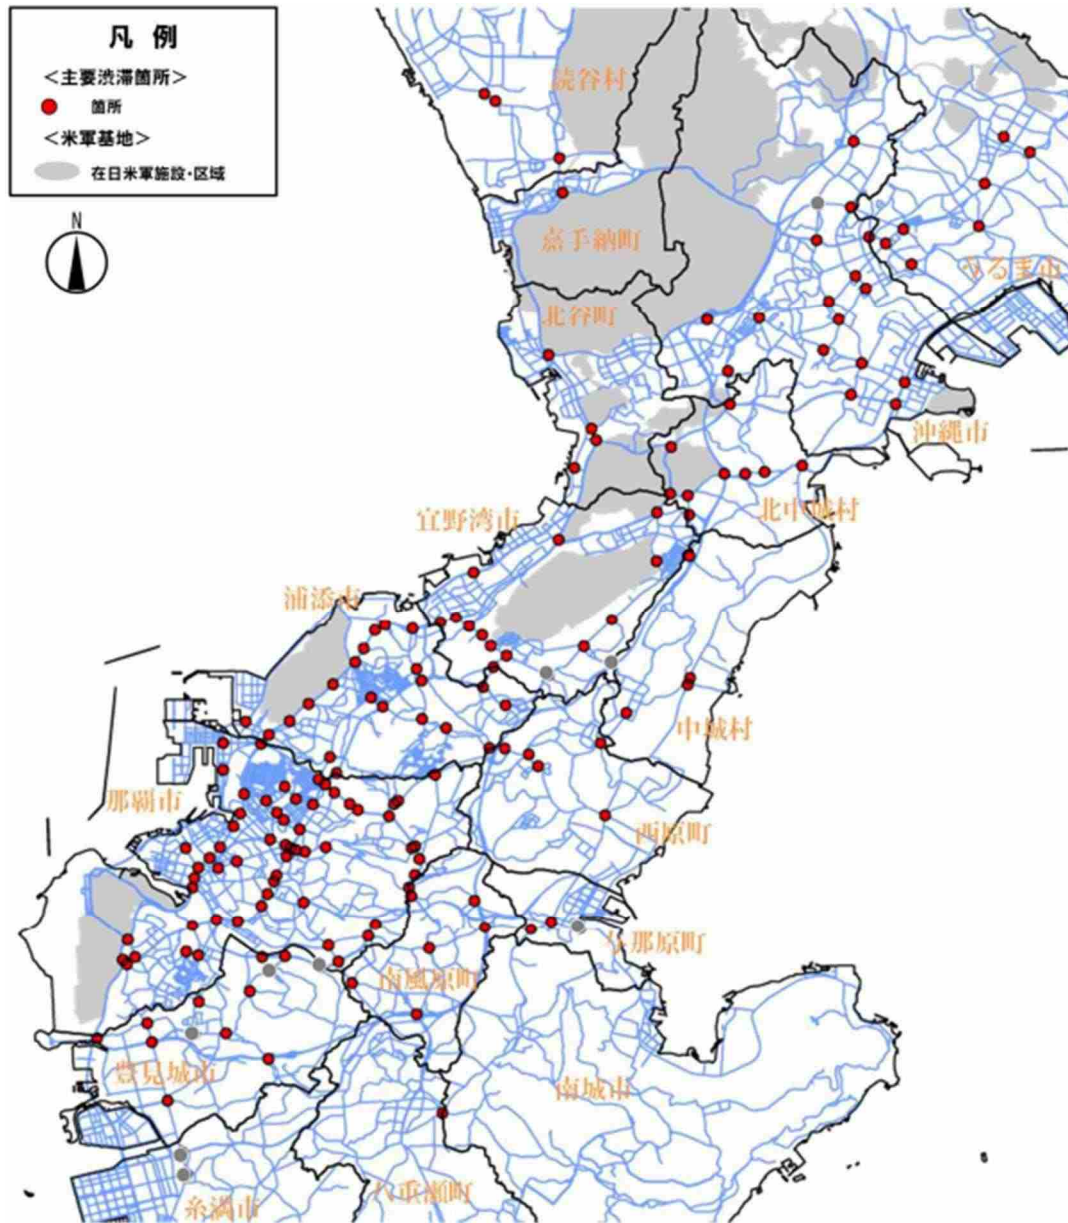 凡 例
<主要渋滞箇所>
箇所
<米軍基地>
在日米軍施設・区域
N
読谷村
嘉手納町
うるま市
北谷町
沖縄市
宜野湾市
北中城村
浦添市
中城村
那覇市
西原町
与那原町
南風原町
豊見城市
南城市
八重瀬町
糸満市